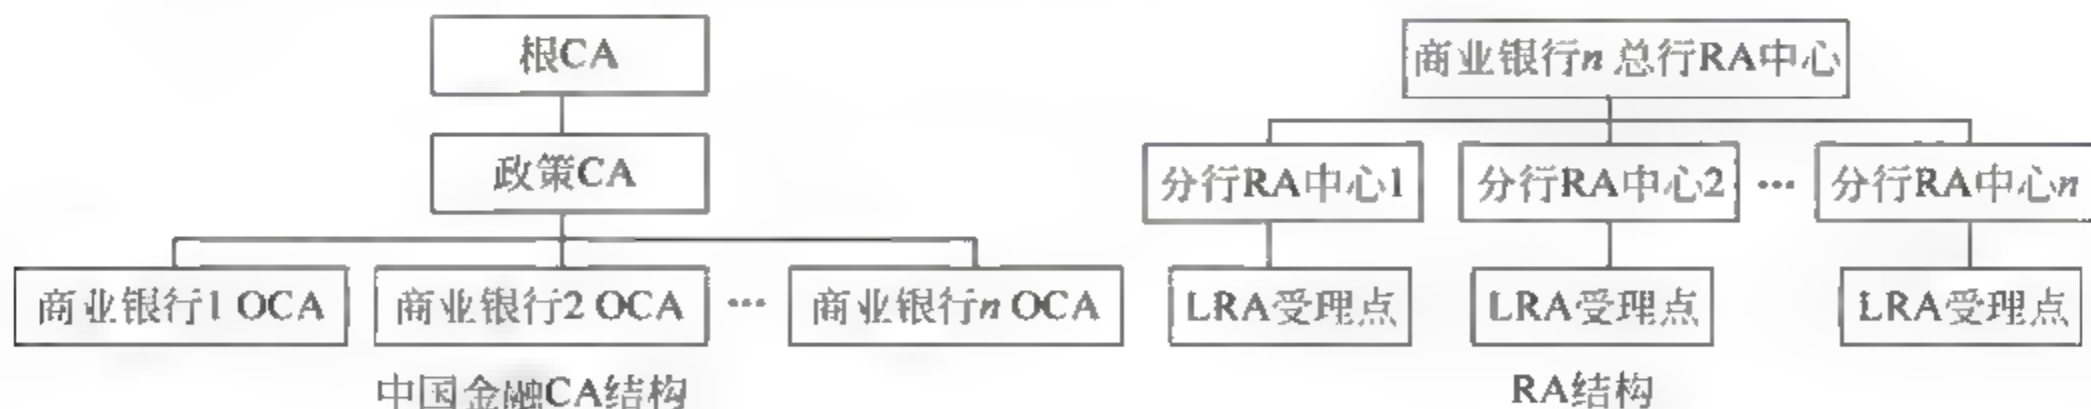 根CA
政策CA
商业银行1 OCA
商业银行2 OCA
...
商业银行n OCA
中国金融CA结构
商业银行n 总行RA中心
分行RA中心1
分行RA中心2
...
分行RA中心n
LRA受理点
LRA受理点
LRA受理点
RA结构